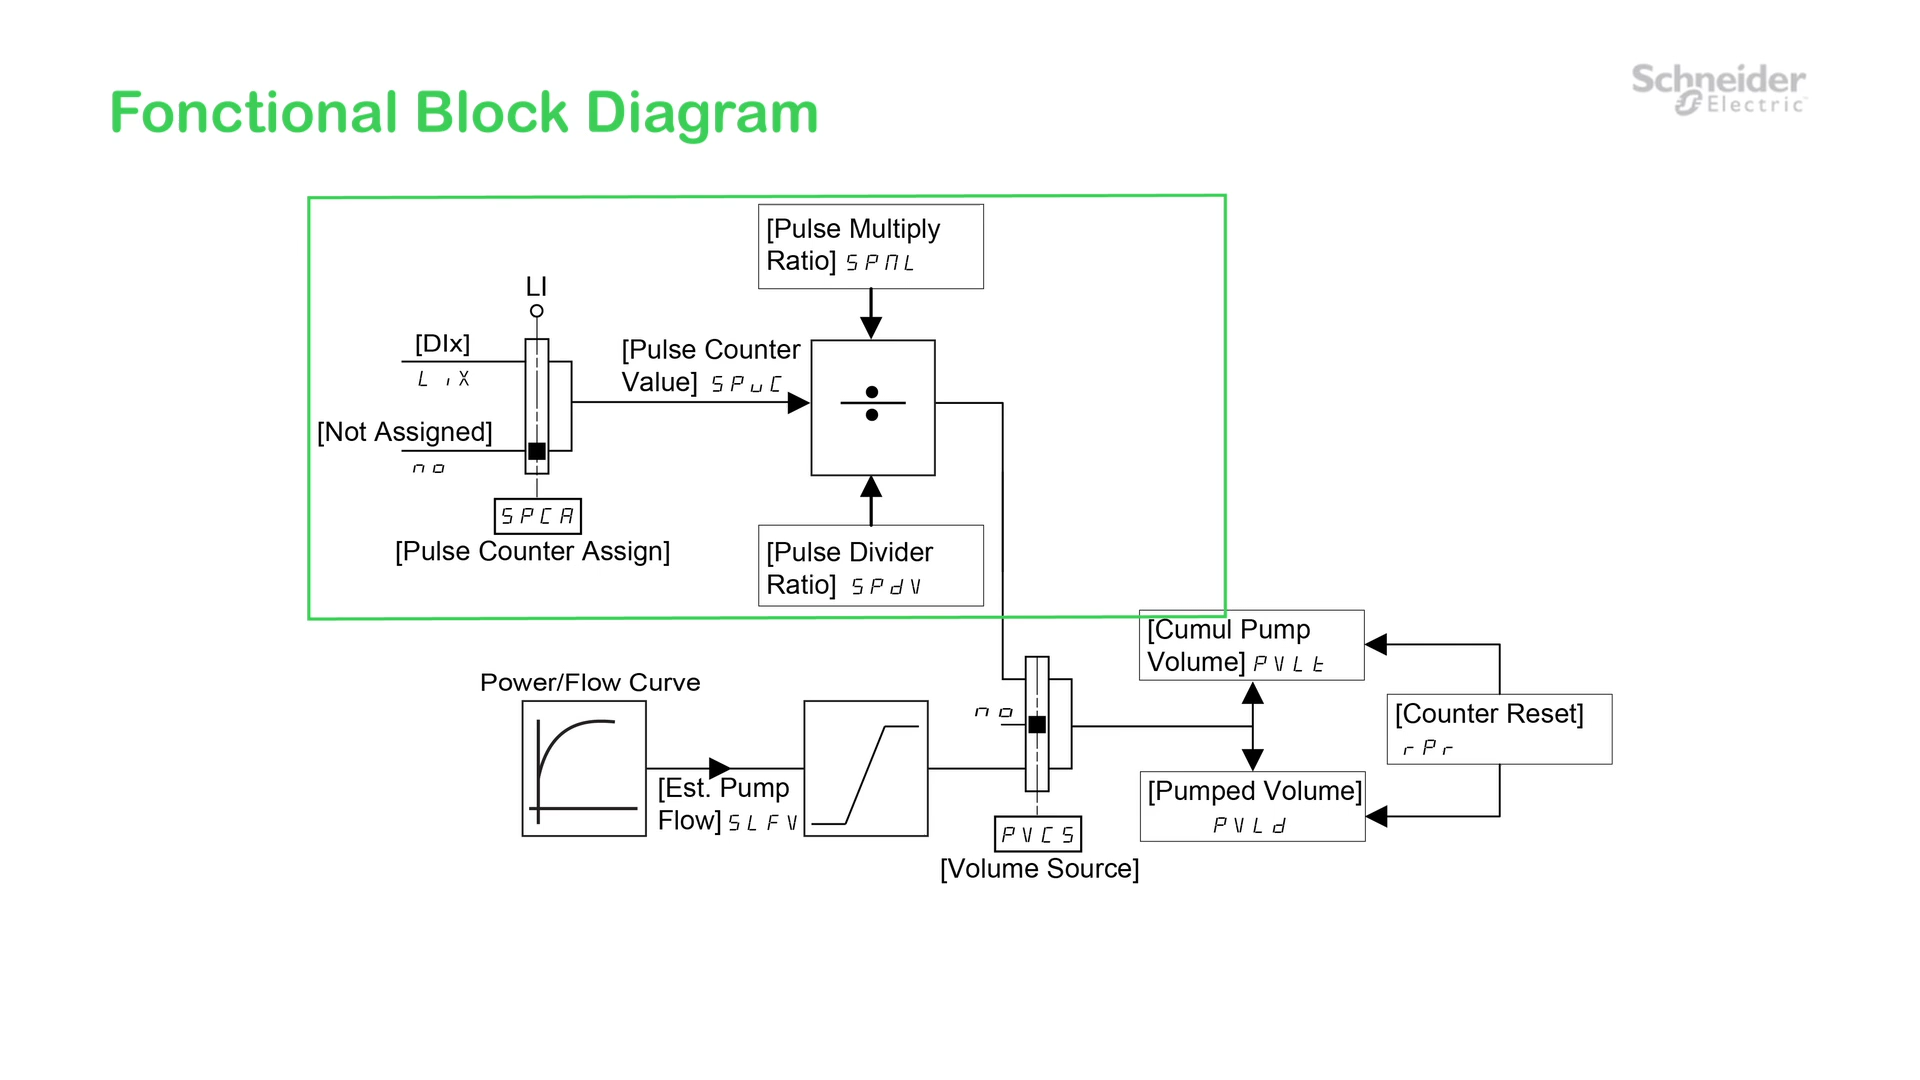 Schneider
Electric
Fonctional Block Diagram
[Pulse Multiply
Ratio] SPML
LI
[DIx]
LiX
[Pulse Counter
Value] SPuC
[Not Assigned]
no
SPCA
[Pulse Counter Assign]
[Pulse Divider
Ratio] SPdV
[Cumul Pump
Volume] PVLt
Power/Flow Curve
no
[Counter Reset]
rPr
[Est. Pump
Flow] SLFV
[Pumped Volume]
PVLd
PVCS
[Volume Source]